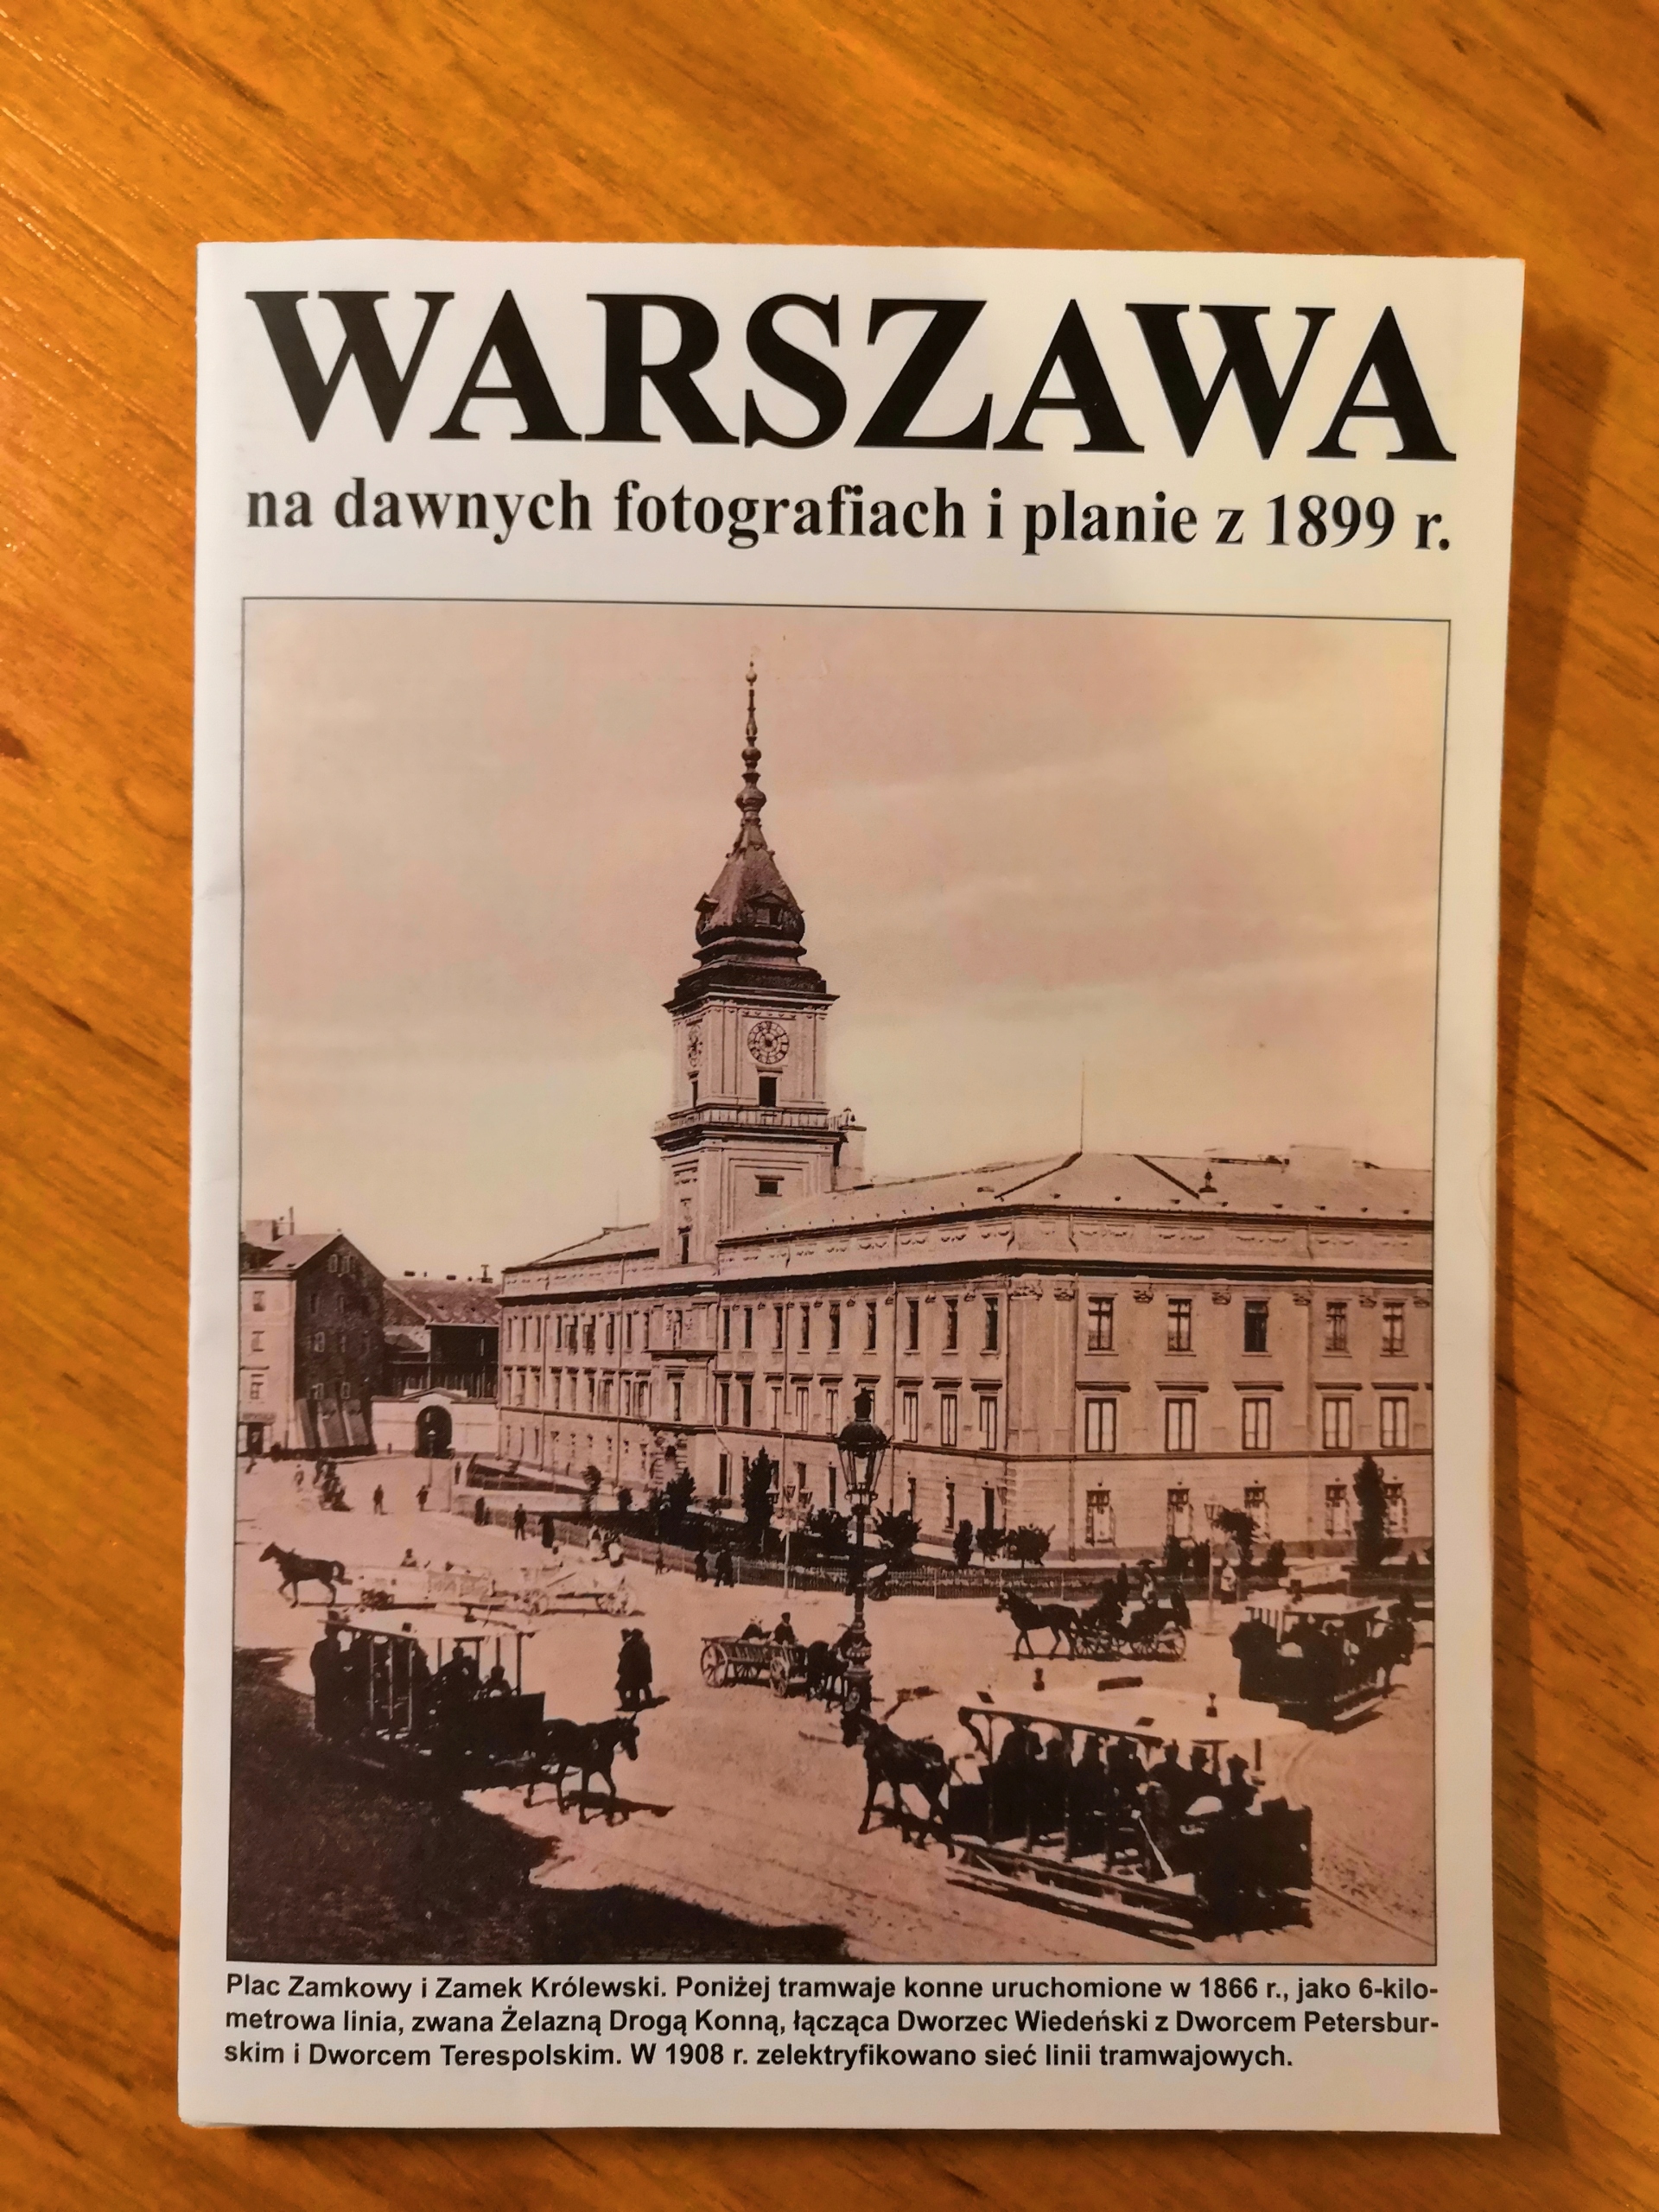 WARSZAWA
na dawnych fotografiach i planie z 1899 r.
Plac Zamkowy i Zamek Królewski. Poniżej tramwaje konne uruchomione w 1866 r., jako 6-kilo-
metrowa linia, zwana Żelazną Drogą Konną, łącząca Dworzec Wiedeński z Dworcem Petersbur-
skim i Dworcem Terespolskim. W 1908 r. zelektryfikowano sieć linii tramwajowych.